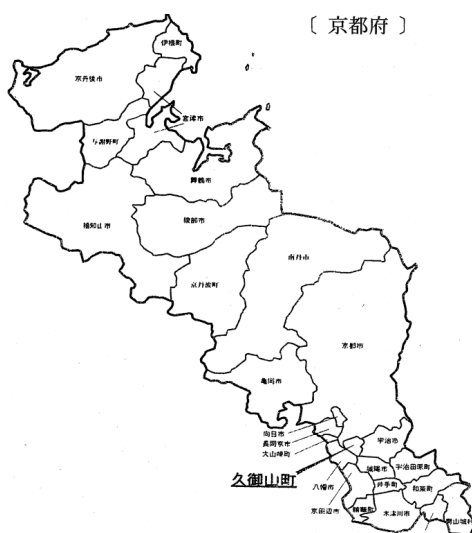 〔 京都府 〕
伊根町
京丹後市
宮津市
与謝野町
舞鶴市
綾部市
福知山市
南丹市
京丹波町
京都市
亀岡市
向日市
長岡京市
大山崎町
宇治市
久御山町
城陽市
宇治田原町
八幡市
井手町
和束町
京田辺市
精華町
木津川市
南山城村